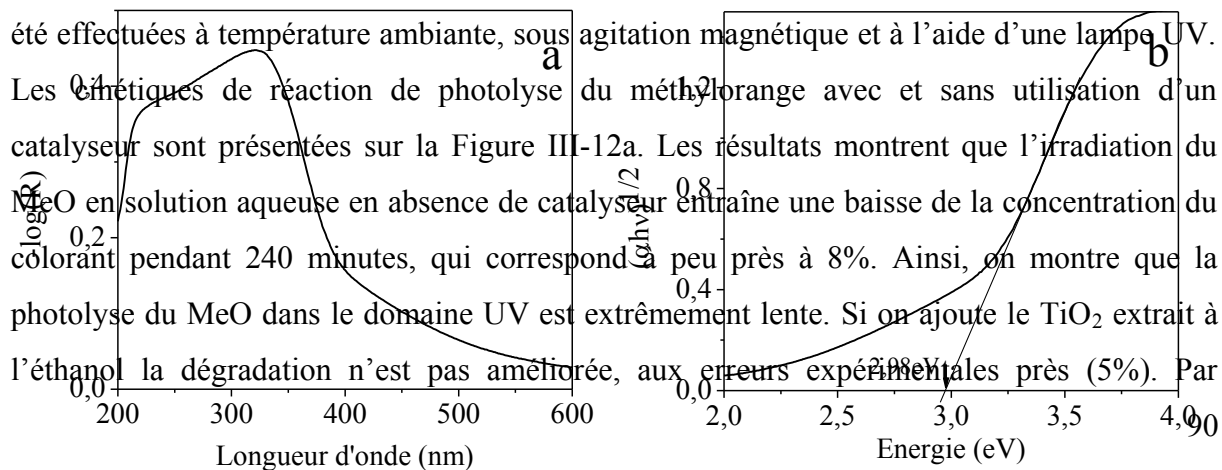 été effectuées à température ambiante, sous agitation magnétique et à l’aide d’une lampe UV.
Les cinétiques de réaction de photolyse du méthylorange avec et sans utilisation d’un
catalyseur sont présentées sur la Figure III-12a. Les résultats montrent que l’irradiation du
MeO en solution aqueuse en absence de catalyseur entraîne une baisse de la concentration du
colorant pendant 240 minutes, qui correspond à peu près à 8%. Ainsi, on montre que la
photolyse du MeO dans le domaine UV est extrêmement lente. Si on ajoute le TiO₂ extrait à
l’éthanol la dégradation n’est pas améliorée, aux erreurs expérimentales près (5%). Par
90
a
-log(R)
0,4
0,2
0,0
200 300 400 500 600
Longueur d'onde (nm)
b
(αhν)1/2
1,2
0,8
0,4
0,0
2,98eV
2,0 2,5 3,0 3,5 4,0
Energie (eV)